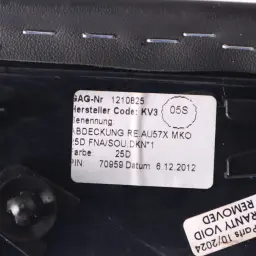 GAG-Nr 1210825
Hersteller Code: KV3
05S
Benennung
ABDECKUNG RE.AU57X MKO
25D FNA/SOU.DKN*1
Farbe: 25D
PIN: 70959 Datum 6.12.2012
Parts 10/2024
WARRANTY VOID
REMOVED